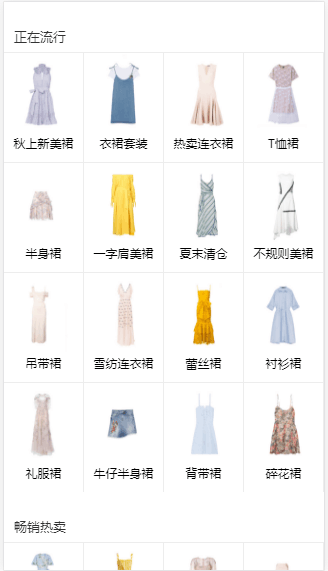 正在流行
秋上新美裙 衣裙套装 热卖连衣裙 T恤裙
半身裙 一字肩美裙 夏末清仓 不规则美裙
吊带裙 雪纺连衣裙 蕾丝裙 衬衫裙
礼服裙 牛仔半身裙 背带裙 碎花裙
畅销热卖